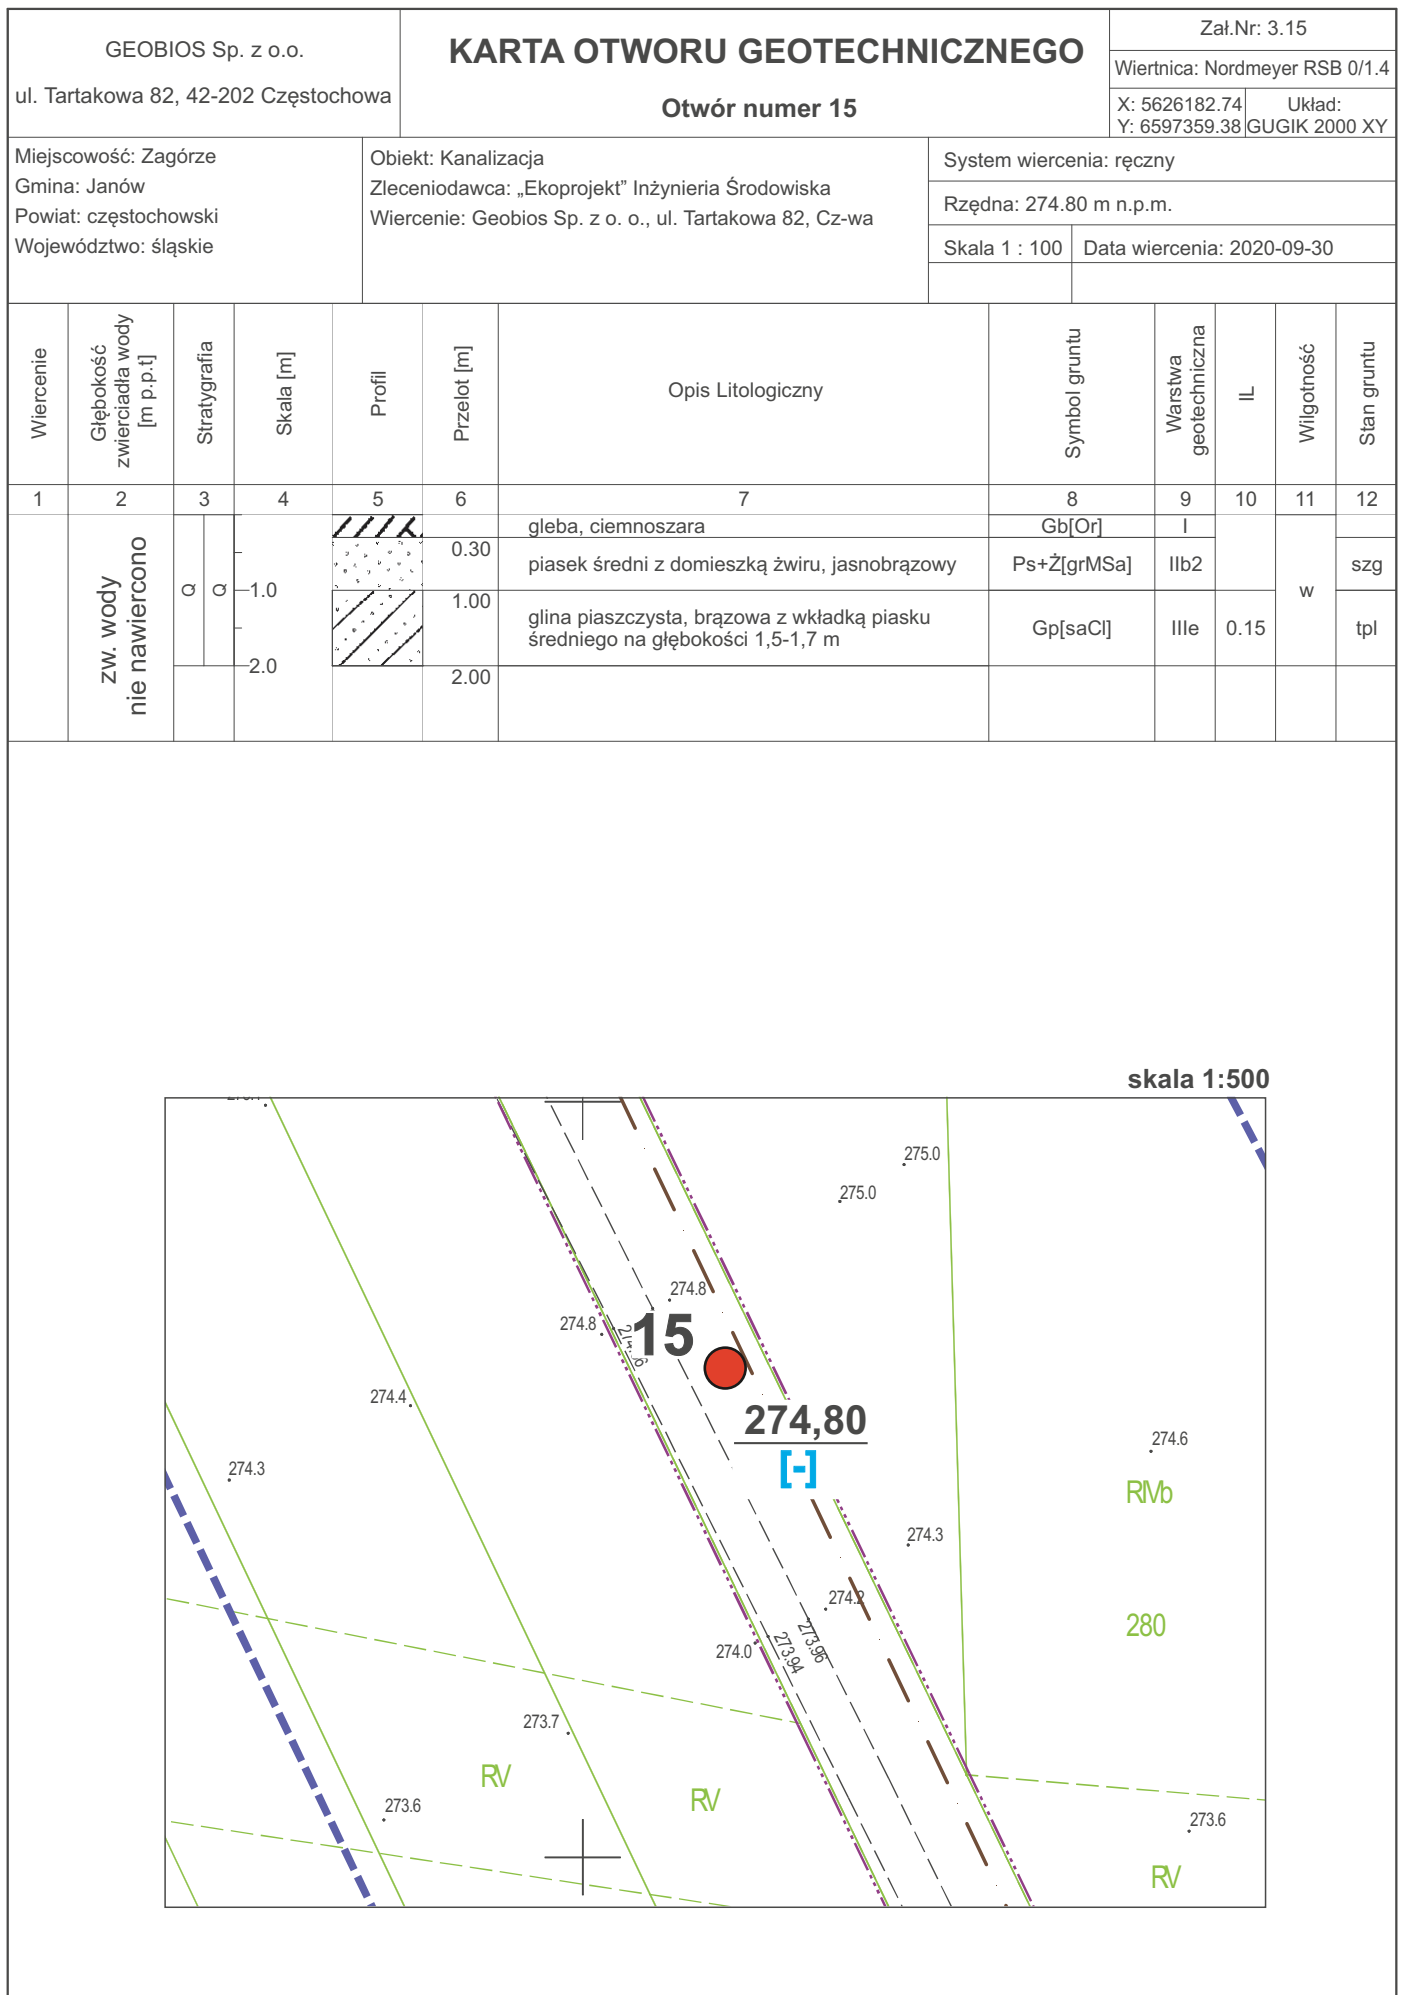 GEOBIOS Sp. z o.o.
ul. Tartakowa 82, 42-202 Częstochowa
KARTA OTWORU GEOTECHNICZNEGO
Otwór numer 15
Zał.Nr: 3.15
Wiertnica: Nordmeyer RSB 0/1.4
X: 5626182.74
Y: 6597359.38
Układ:
GUGIK 2000 XY
Miejscowość: Zagórze
Gmina: Janów
Powiat: częstochowski
Województwo: śląskie
Obiekt: Kanalizacja
Zleceniodawca: „Ekoprojekt” Inżynieria Środowiska
Wiercenie: Geobios Sp. z o. o., ul. Tartakowa 82, Cz-wa
System wiercenia: ręczny
Rzędna: 274.80 m n.p.m.
Skala 1 : 100
Data wiercenia: 2020-09-30
Wiercenie
Głębokość
zwierciadła wody
[m p.p.t]
Stratygrafia
Skala [m]
Profil
Przelot [m]
Opis Litologiczny
Symbol gruntu
Warstwa
geotechniczna
IL
Wilgotność
Stan gruntu
1 2 3 4 5 6 7 8 9 10 11 12
zw. wody
nie nawiercono
Q Q
1.0
2.0
gleba, ciemnoszara Gb[Or] I
0.30
piasek średni z domieszką żwiru, jasnobrązowy Ps+Ż[grMSa] IIb2 szg
1.00
glina piaszczysta, brązowa z wkładką piasku
średniego na głębokości 1,5-1,7 m
Gp[saCl] IIIe 0.15 w tpl
2.00
skala 1:500
275.0
275.0
274.8
274.8
15
274.4
274,80
[-]
274.3
274.6
RIVb
274.3
274.2
280
274.0
273.94
273.96
273.7
RV
RV
273.6
273.6
RV